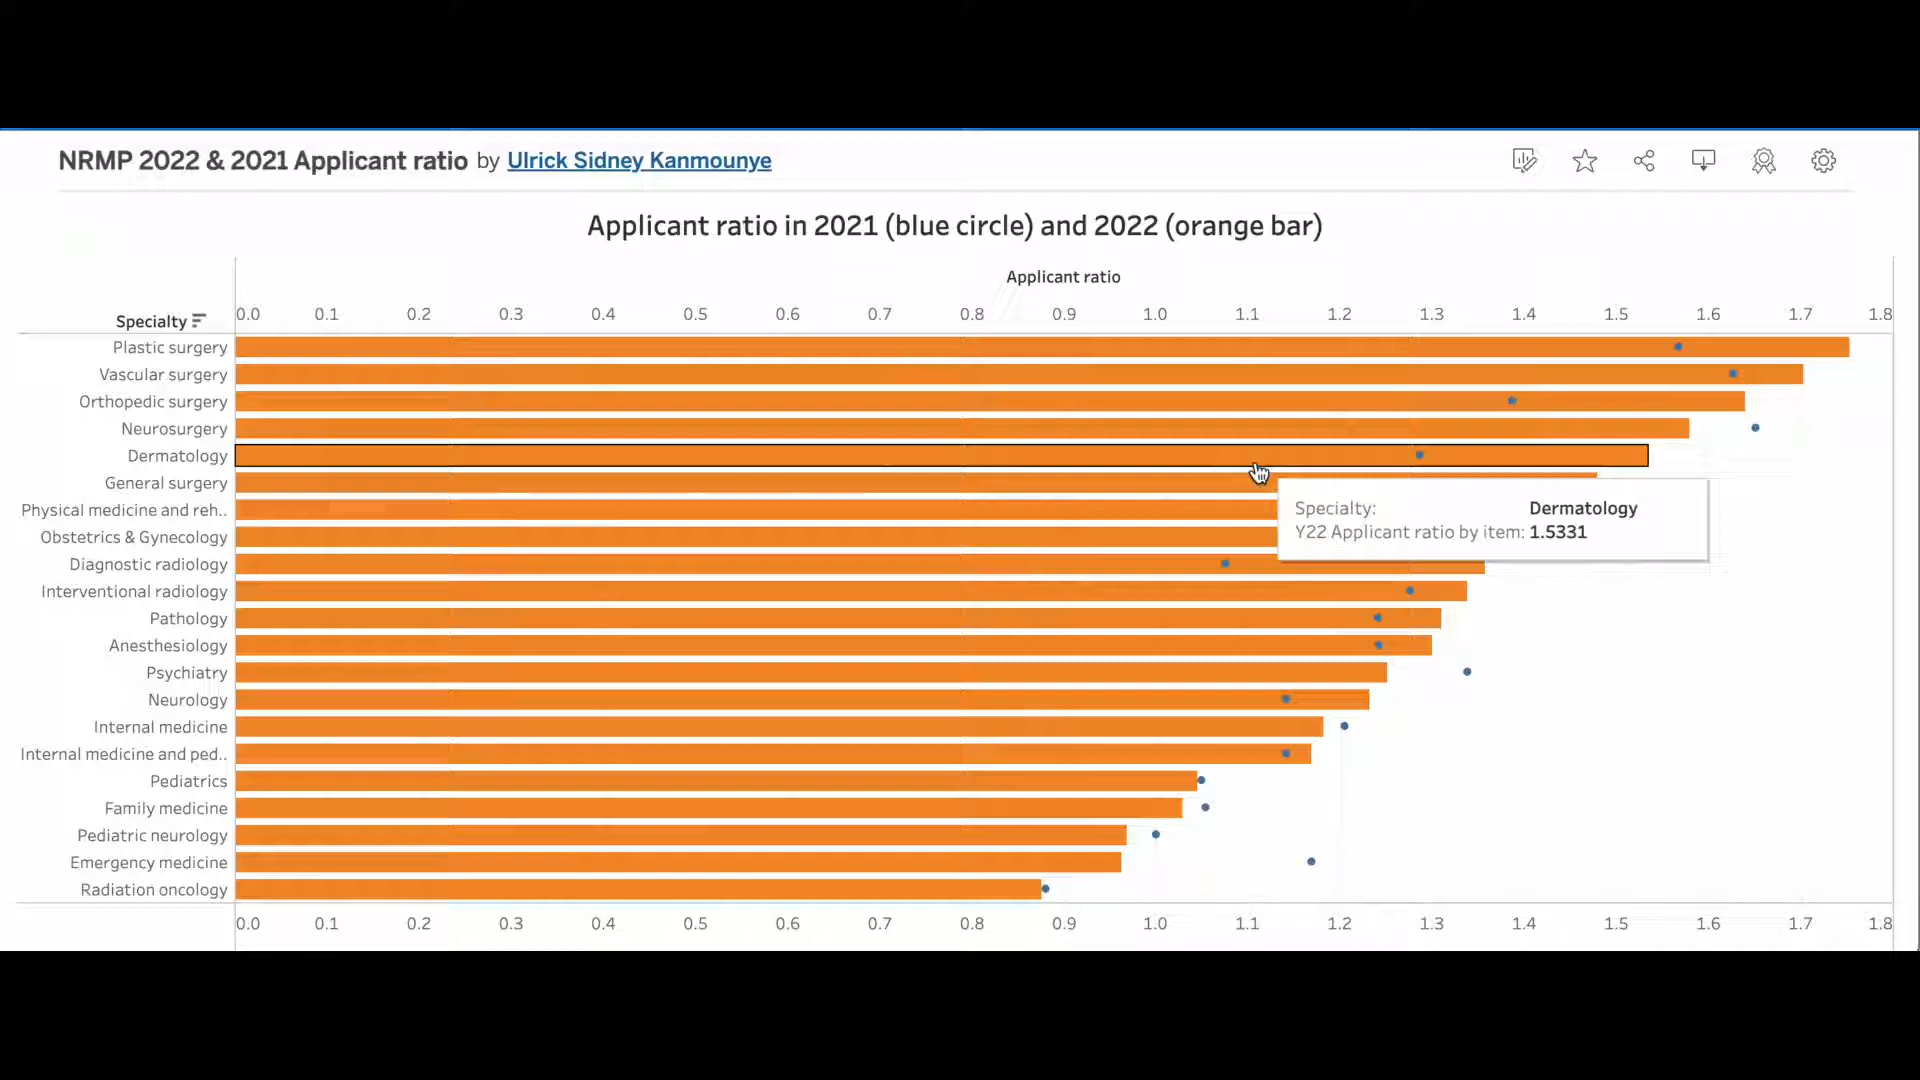 NRMP 2022 & 2021 Applicant ratio by Ulrick Sidney Kanmounye
Applicant ratio in 2021 (blue circle) and 2022 (orange bar)
Applicant ratio
Specialty
0.0 0.1 0.2 0.3 0.4 0.5 0.6 0.7 0.8 0.9 1.0 1.1 1.2 1.3 1.4 1.5 1.6 1.7 1.8
Plastic surgery
Vascular surgery
Orthopedic surgery
Neurosurgery
Dermatology
General surgery
Specialty: Dermatology
Physical medicine and reh..
Y22 Applicant ratio by item: 1.5331
Obstetrics & Gynecology
Diagnostic radiology
Interventional radiology
Pathology
Anesthesiology
Psychiatry
Neurology
Internal medicine
Internal medicine and ped..
Pediatrics
Family medicine
Pediatric neurology
Emergency medicine
Radiation oncology
0.0 0.1 0.2 0.3 0.4 0.5 0.6 0.7 0.8 0.9 1.0 1.1 1.2 1.3 1.4 1.5 1.6 1.7 1.8